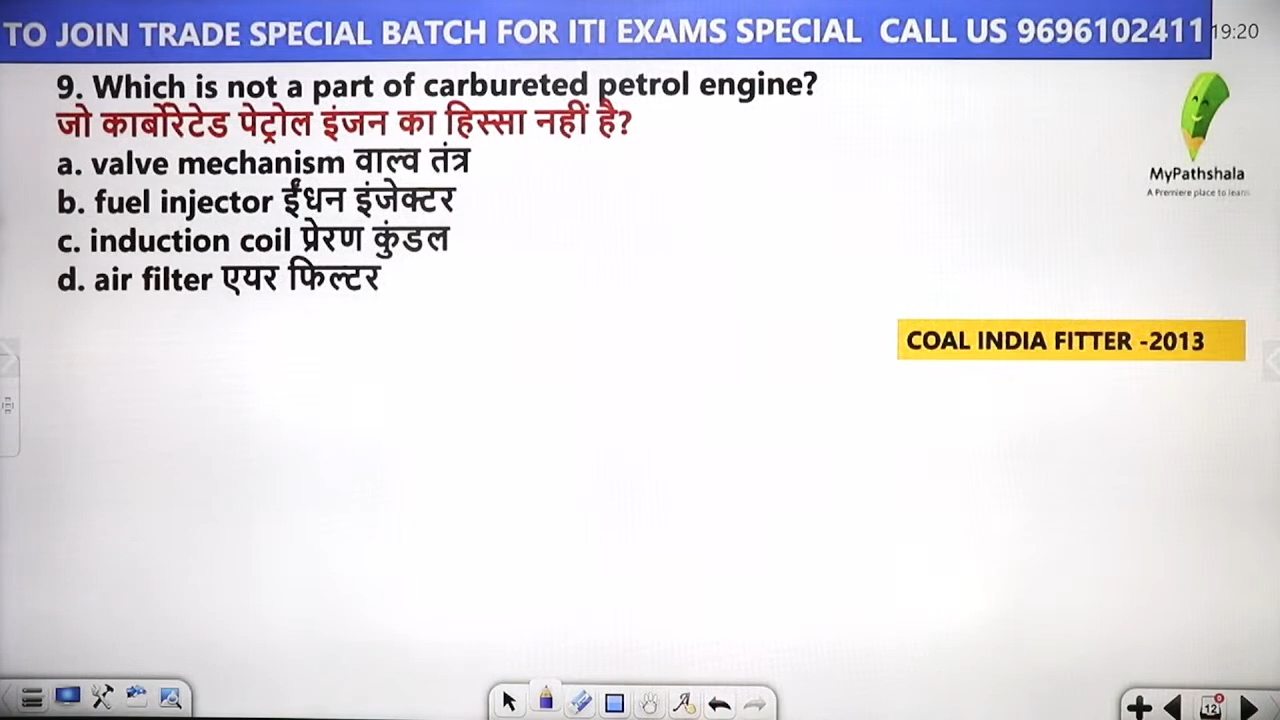 TO JOIN TRADE SPECIAL BATCH FOR ITI EXAMS SPECIAL CALL US 9696102411
19:20
9. Which is not a part of carbureted petrol engine?
जो कार्बोरेटेड पेट्रोल इंजन का हिस्सा नहीं है?
a. valve mechanism वाल्व तंत्र
b. fuel injector ईंधन इंजेक्टर
c. induction coil प्रेरण कुंडल
d. air filter एयर फिल्टर
MyPathshala
A Premiere place to learn
COAL INDIA FITTER -2013
12